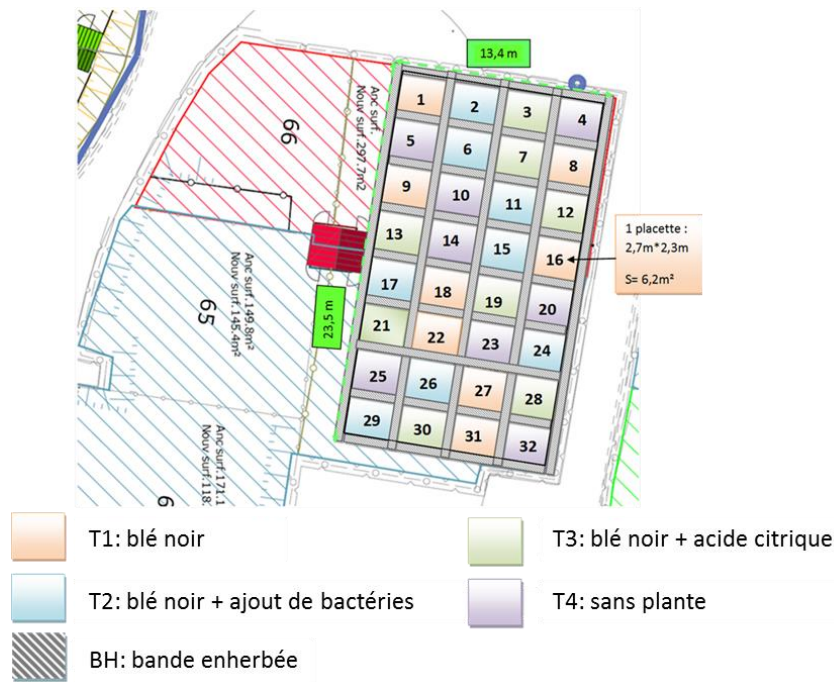 13,4 m
1 2 3 4
5 6 7 8
9 10 11 12
13 14 15 16
17 18 19 20
21 22 23 24
25 26 27 28
29 30 31 32
1 placette :
2,7m*2,3m
S= 6,2m²
23,5 m
66
Anc surf.
Nouv surf.297.7m2
65
Anc surf.149.8m²
Nouv surf.145.4m²
Anc surf.171.1
Nouv surf.118
6
T1: blé noir
T3: blé noir + acide citrique
T2: blé noir + ajout de bactéries
T4: sans plante
BH: bande enherbée